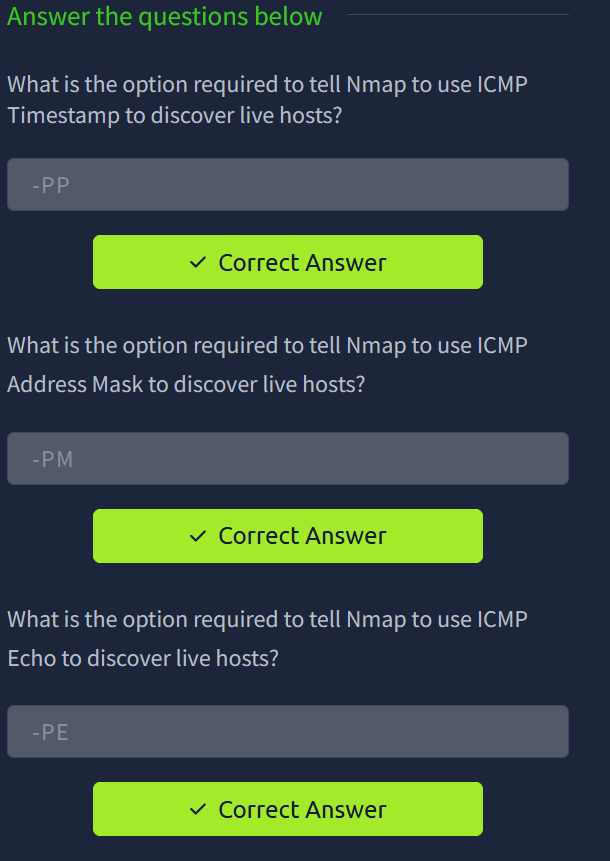 Answer the questions below
What is the option required to tell Nmap to use ICMP
Timestamp to discover live hosts?
-PP
✓ Correct Answer
What is the option required to tell Nmap to use ICMP
Address Mask to discover live hosts?
-PM
✓ Correct Answer
What is the option required to tell Nmap to use ICMP
Echo to discover live hosts?
-PE
✓ Correct Answer